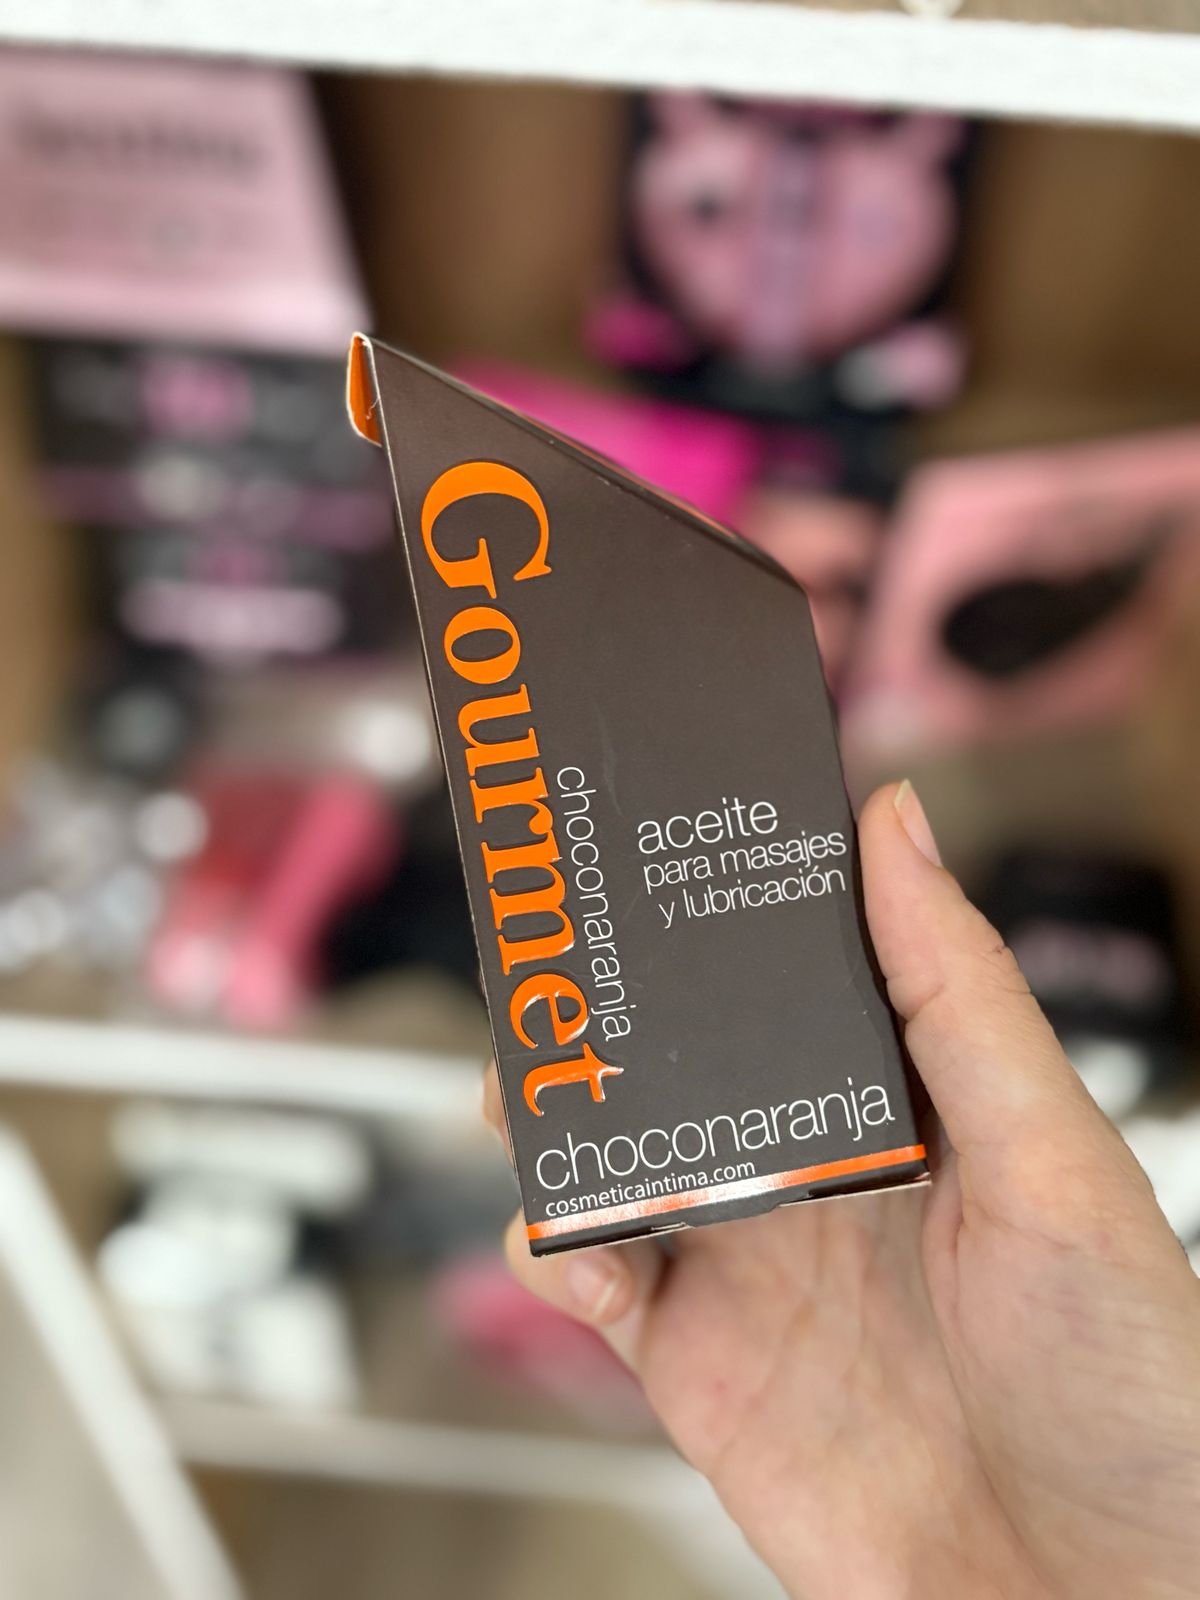 Gourmet
choconaranja
aceite
para masajes
y lubricación
choconaranja
cosmeticaintima.com